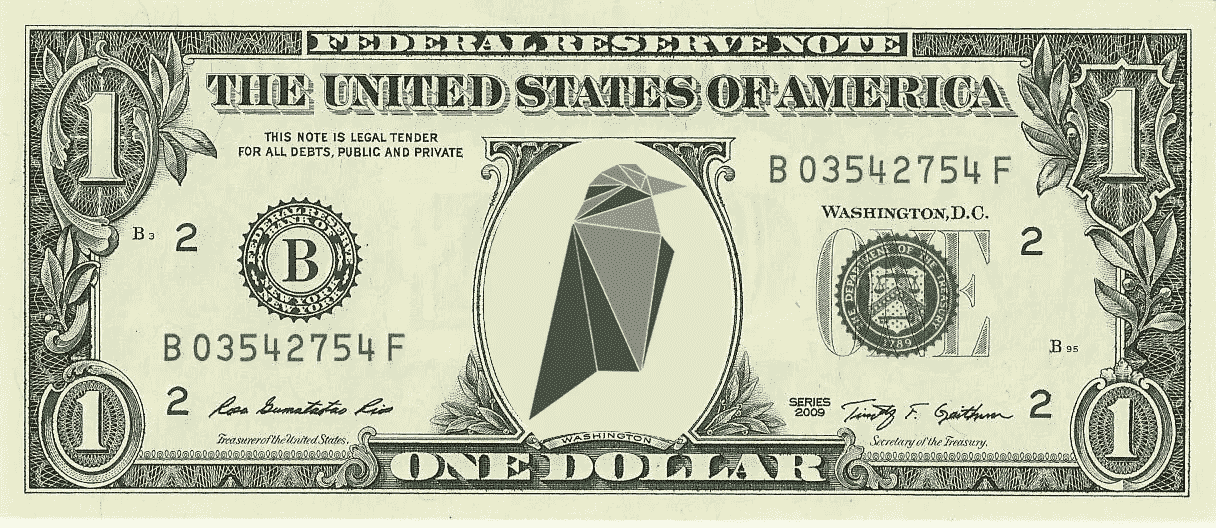 FEDERAL RESERVE NOTE
THE UNITED STATES OF AMERICA
1
1
THIS NOTE IS LEGAL TENDER
FOR ALL DEBTS, PUBLIC AND PRIVATE
B 03542754 F
WASHINGTON, D.C.
B 3
2
FEDERAL RESERVE
BANK OF
B
NEW YORK
NEW YORK
ONE
THE DEPARTMENT OF THE TREASURY
1789
2
B 03542754 F
B 95
2
Rosa Gumataotao Rios
Treasurer of the United States.
WASHINGTON
SERIES
2009
Timothy F. Geithner
Secretary of the Treasury.
2
1
ONE DOLLAR
1